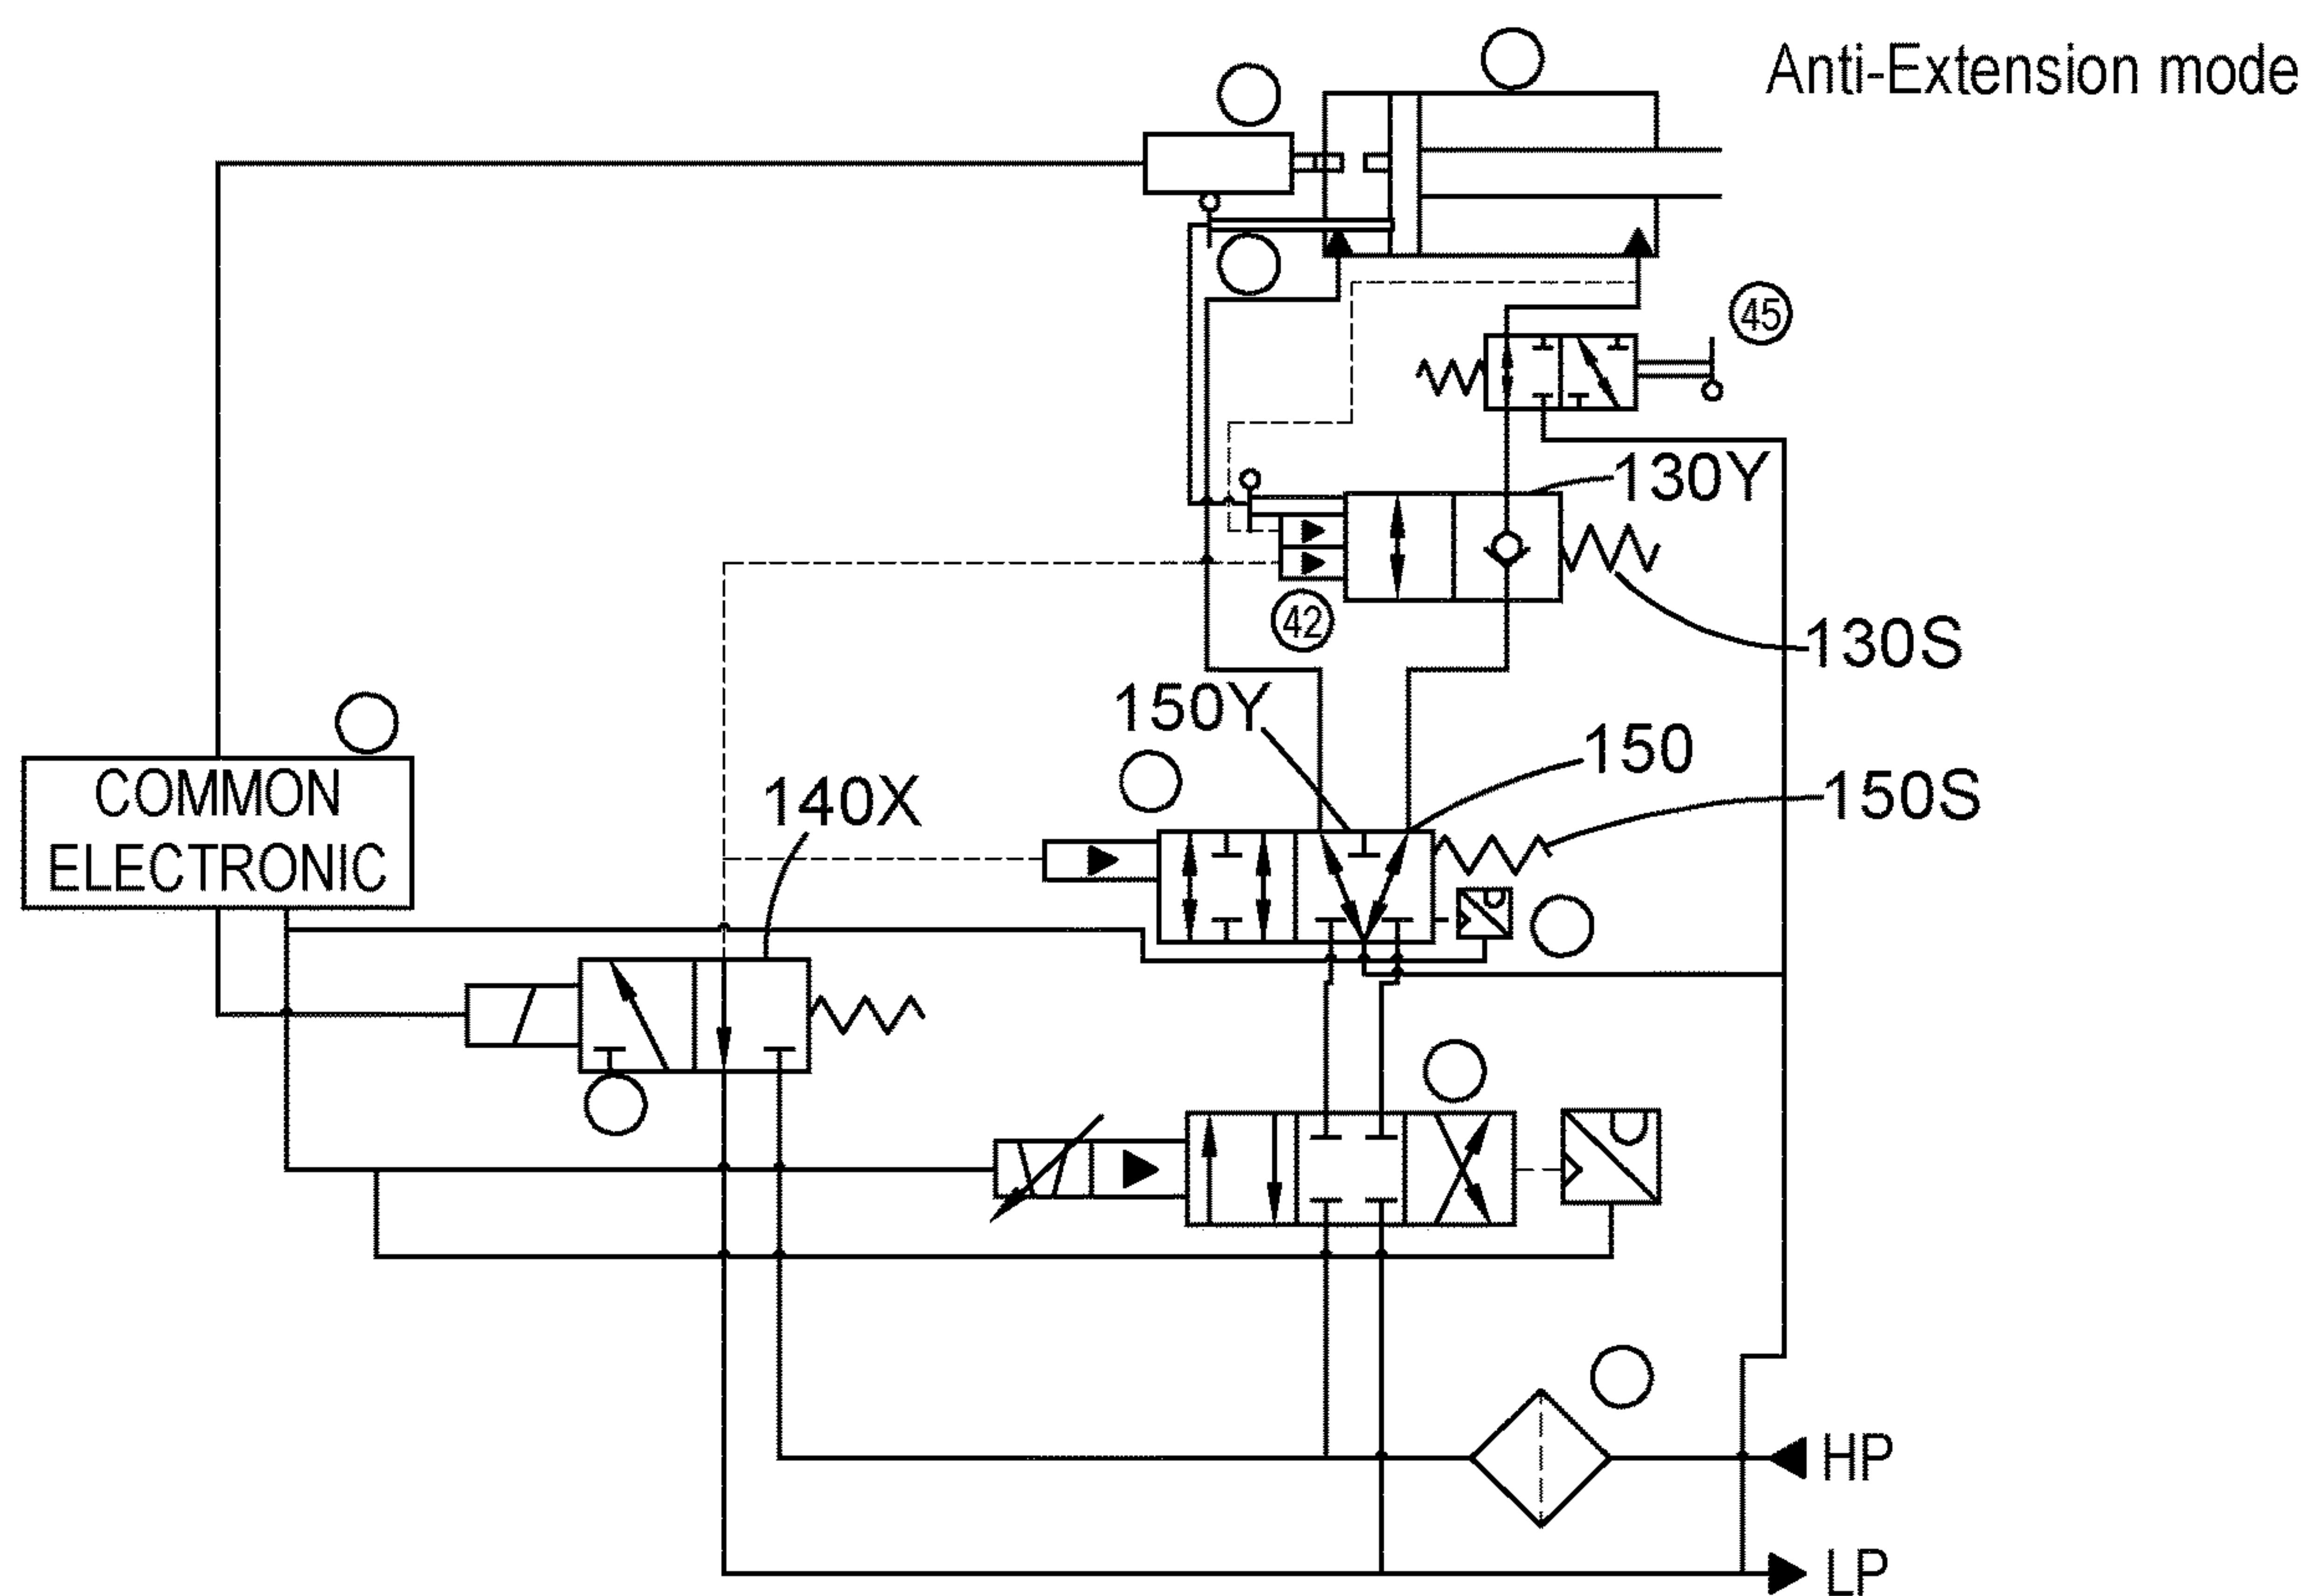 Anti-Extension mode
45
130Y
42
130S
150Y
150
140X
150S
COMMON
ELECTRONIC
HP
LP